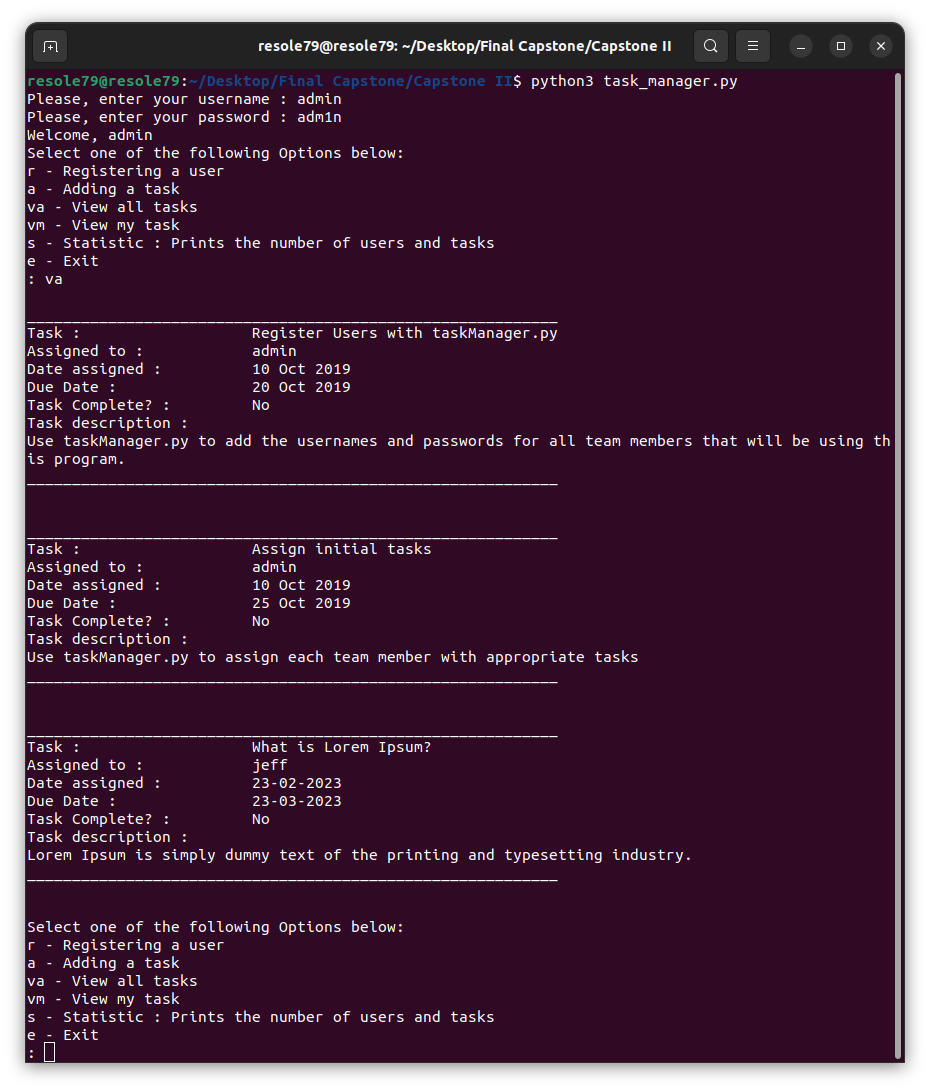 resole79@resole79: ~/Desktop/Final Capstone/Capstone II
resole79@resole79:~/Desktop/Final Capstone/Capstone II$ python3 task_manager.py
Please, enter your username : admin
Please, enter your password : adm1n
Welcome, admin
Select one of the following Options below:
r - Registering a user
a - Adding a task
va - View all tasks
vm - View my task
s - Statistic : Prints the number of users and tasks
e - Exit
: va
___________________________________________________________
Task :                   Register Users with taskManager.py
Assigned to :            admin
Date assigned :          10 Oct 2019
Due Date :               20 Oct 2019
Task Complete? :         No
Task description :
Use taskManager.py to add the usernames and passwords for all team members that will be using th
is program.
___________________________________________________________
___________________________________________________________
Task :                   Assign initial tasks
Assigned to :            admin
Date assigned :          10 Oct 2019
Due Date :               25 Oct 2019
Task Complete? :         No
Task description :
Use taskManager.py to assign each team member with appropriate tasks
___________________________________________________________
___________________________________________________________
Task :                   What is Lorem Ipsum?
Assigned to :            jeff
Date assigned :          23-02-2023
Due Date :               23-03-2023
Task Complete? :         No
Task description :
Lorem Ipsum is simply dummy text of the printing and typesetting industry.
___________________________________________________________
Select one of the following Options below:
r - Registering a user
a - Adding a task
va - View all tasks
vm - View my task
s - Statistic : Prints the number of users and tasks
e - Exit
: